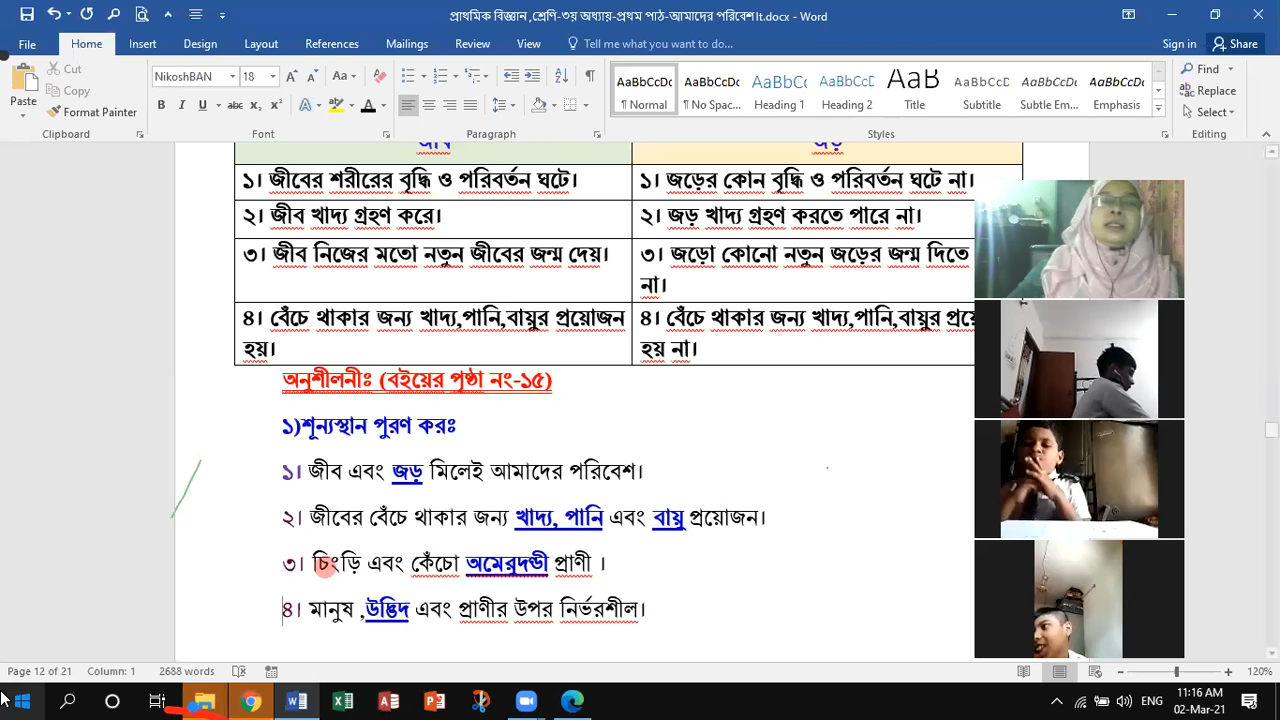 প্রাথমিক বিজ্ঞান ,শ্রেণি-৩য় অধ্যায়-প্রথম পাঠ-আমাদের পরিবেশlt.docx - Word
File Home Insert Design Layout References Mailings Review View Tell me what you want to do... Sign in Share
Paste Cut Copy Format Painter
NikoshBAN 18
AaBbCcDc AaBbCcDc AaBbCc AaBbCcC AaB AaBbCcD AaBbCcDc AaBbCcDc
¶ Normal ¶ No Spac... Heading 1 Heading 2 Title Subtitle Subtle Em... Emphasis
Find Replace Select
Clipboard Font Paragraph Styles Editing
জীব জড়
১। জীবের শরীরের বৃদ্ধি ও পরিবর্তন ঘটে। ১। জড়ের কোন বৃদ্ধি ও পরিবর্তন ঘটে না।
২। জীব খাদ্য গ্রহণ করে। ২। জড় খাদ্য গ্রহণ করতে পারে না।
৩। জীব নিজের মতো নতুন জীবের জন্ম দেয়। ৩। জড়ো কোনো নতুন জড়ের জন্ম দিতে
না।
৪। বেঁচে থাকার জন্য খাদ্য,পানি,বায়ুর প্রয়োজন ৪। বেঁচে থাকার জন্য খাদ্য,পানি,বায়ুর
হয়। হয় না।
অনুশীলনীঃ (বইয়ের পৃষ্ঠা নং-১৫)
১)শূন্যস্থান পুরণ করঃ
১। জীব এবং জড় মিলেই আমাদের পরিবেশ।
২। জীবের বেঁচে থাকার জন্য খাদ্য, পানি এবং বায়ু প্রয়োজন।
৩। চিংড়ি এবং কেঁচো অমেরুদন্ডী প্রাণী ।
৪। মানুষ ,উদ্ভিদ এবং প্রাণীর উপর নির্ভরশীল।
Page 12 of 21 Column: 1 2688 words 120%
ENG 11:16 AM
02-Mar-21